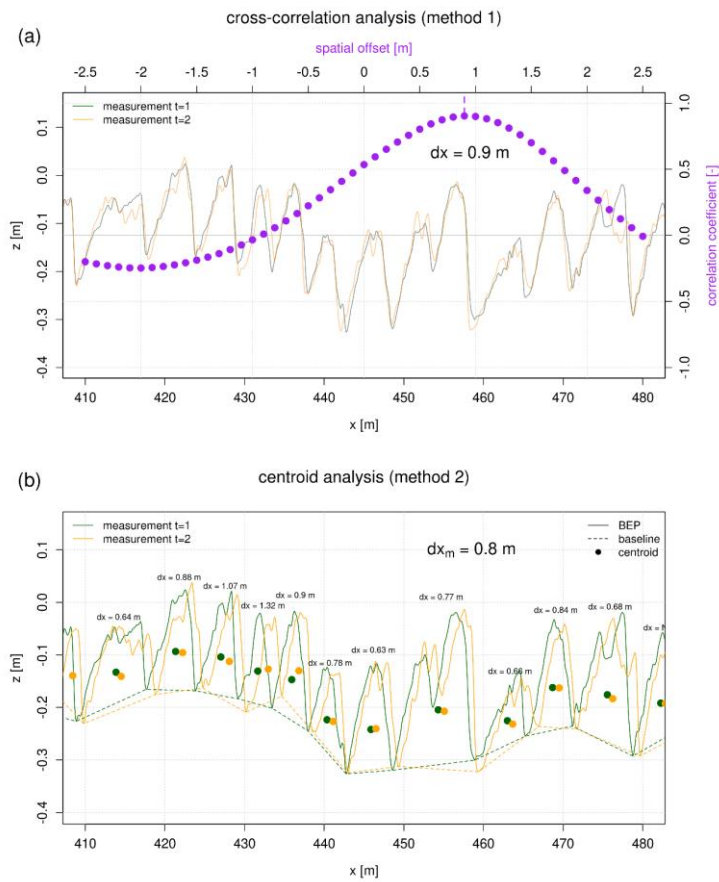 cross-correlation analysis (method 1)
(a)
spatial offset [m]
-2.5 -2 -1.5 -1 -0.5 0 0.5 1 1.5 2 2.5
measurement t=1
measurement t=2
dx = 0.9 m
z [m]
0.1
0.0
-0.1
-0.2
-0.3
-0.4
1.0
0.5
0.0
-0.5
-1.0
correlation coefficient [-]
410 420 430 440 450 460 470 480
x [m]
(b)
centroid analysis (method 2)
measurement t=1
measurement t=2
BEP
baseline
centroid
dxm = 0.8 m
dx = 0.64 m
dx = 0.88 m
dx = 1.07 m
dx = 1.32 m
dx = 0.9 m
dx = 0.78 m
dx = 0.63 m
dx = 0.77 m
dx = 0.66 m
dx = 0.84 m
dx = 0.68 m
z [m]
0.1
0.0
-0.1
-0.2
-0.3
-0.4
410 420 430 440 450 460 470 480
x [m]